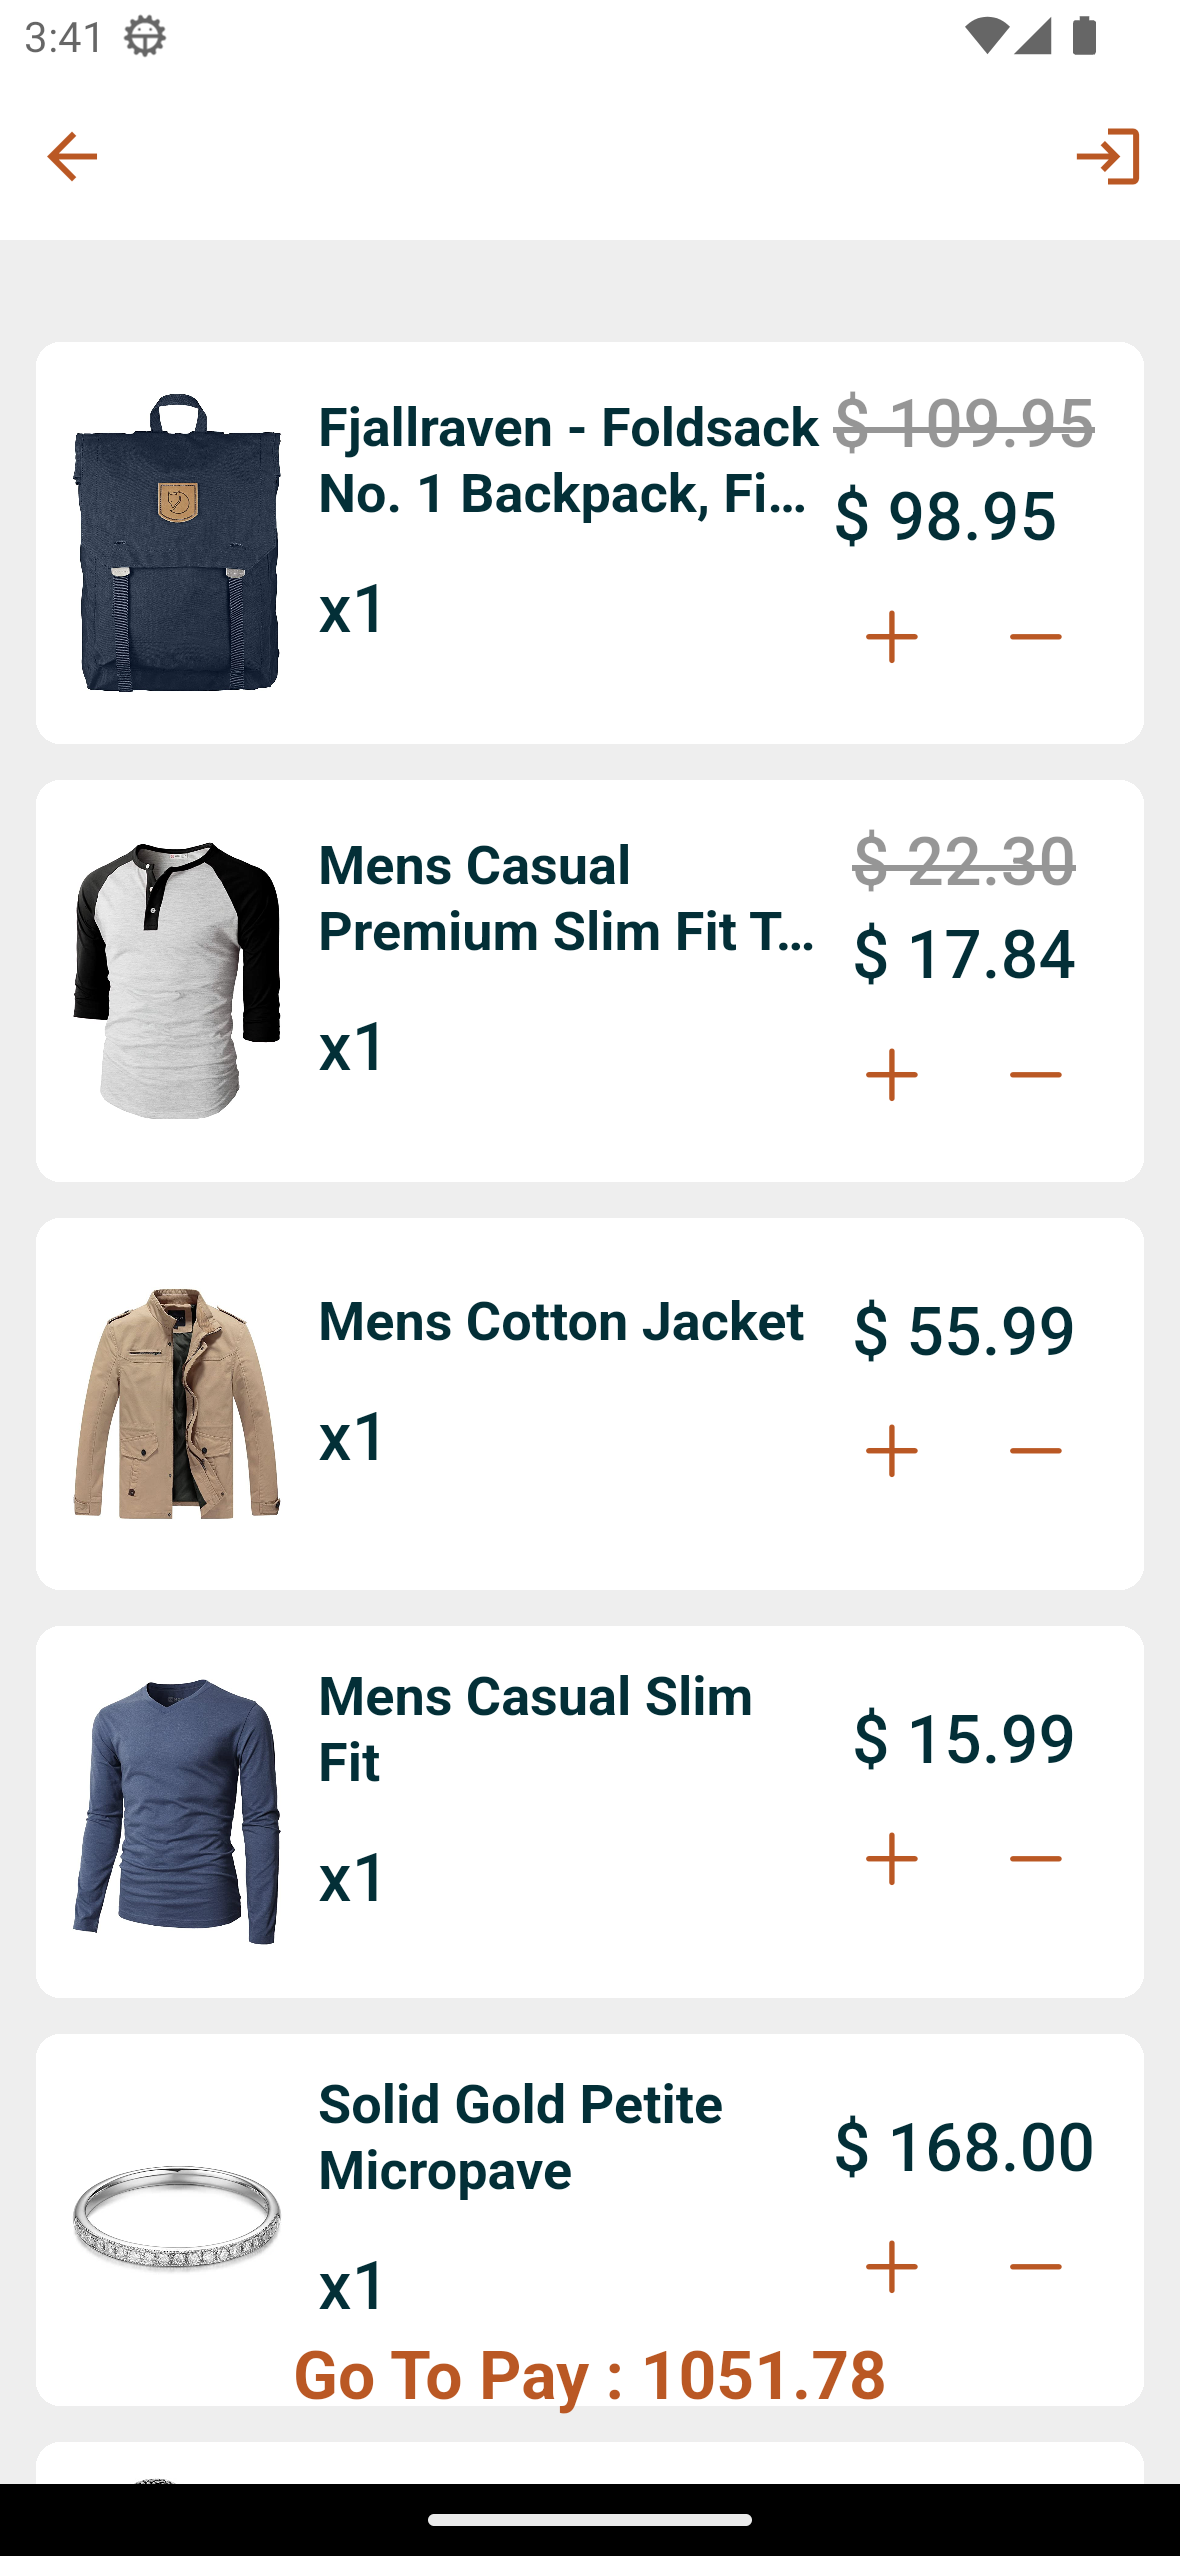 3:41
Fjallraven - Foldsack
No. 1 Backpack, Fi...
$ 109.95
$ 98.95
x1
Mens Casual
Premium Slim Fit T...
$ 22.30
$ 17.84
x1
Mens Cotton Jacket
$ 55.99
x1
Mens Casual Slim
Fit
$ 15.99
x1
Solid Gold Petite
Micropave
$ 168.00
x1
Go To Pay : 1051.78